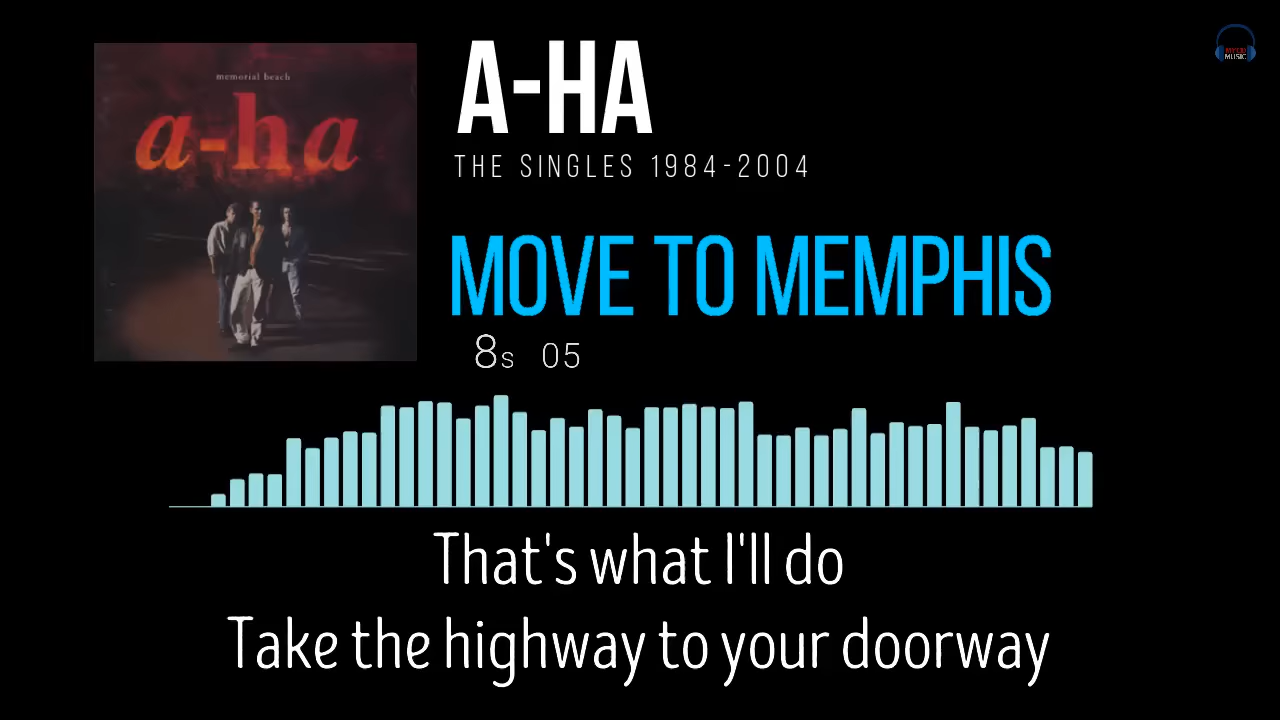 memorial beach
a-ha
A-HA
THE SINGLES 1984-2004
MOVE TO MEMPHIS
8s 05
That's what I'll do
Take the highway to your doorway
MUSIC